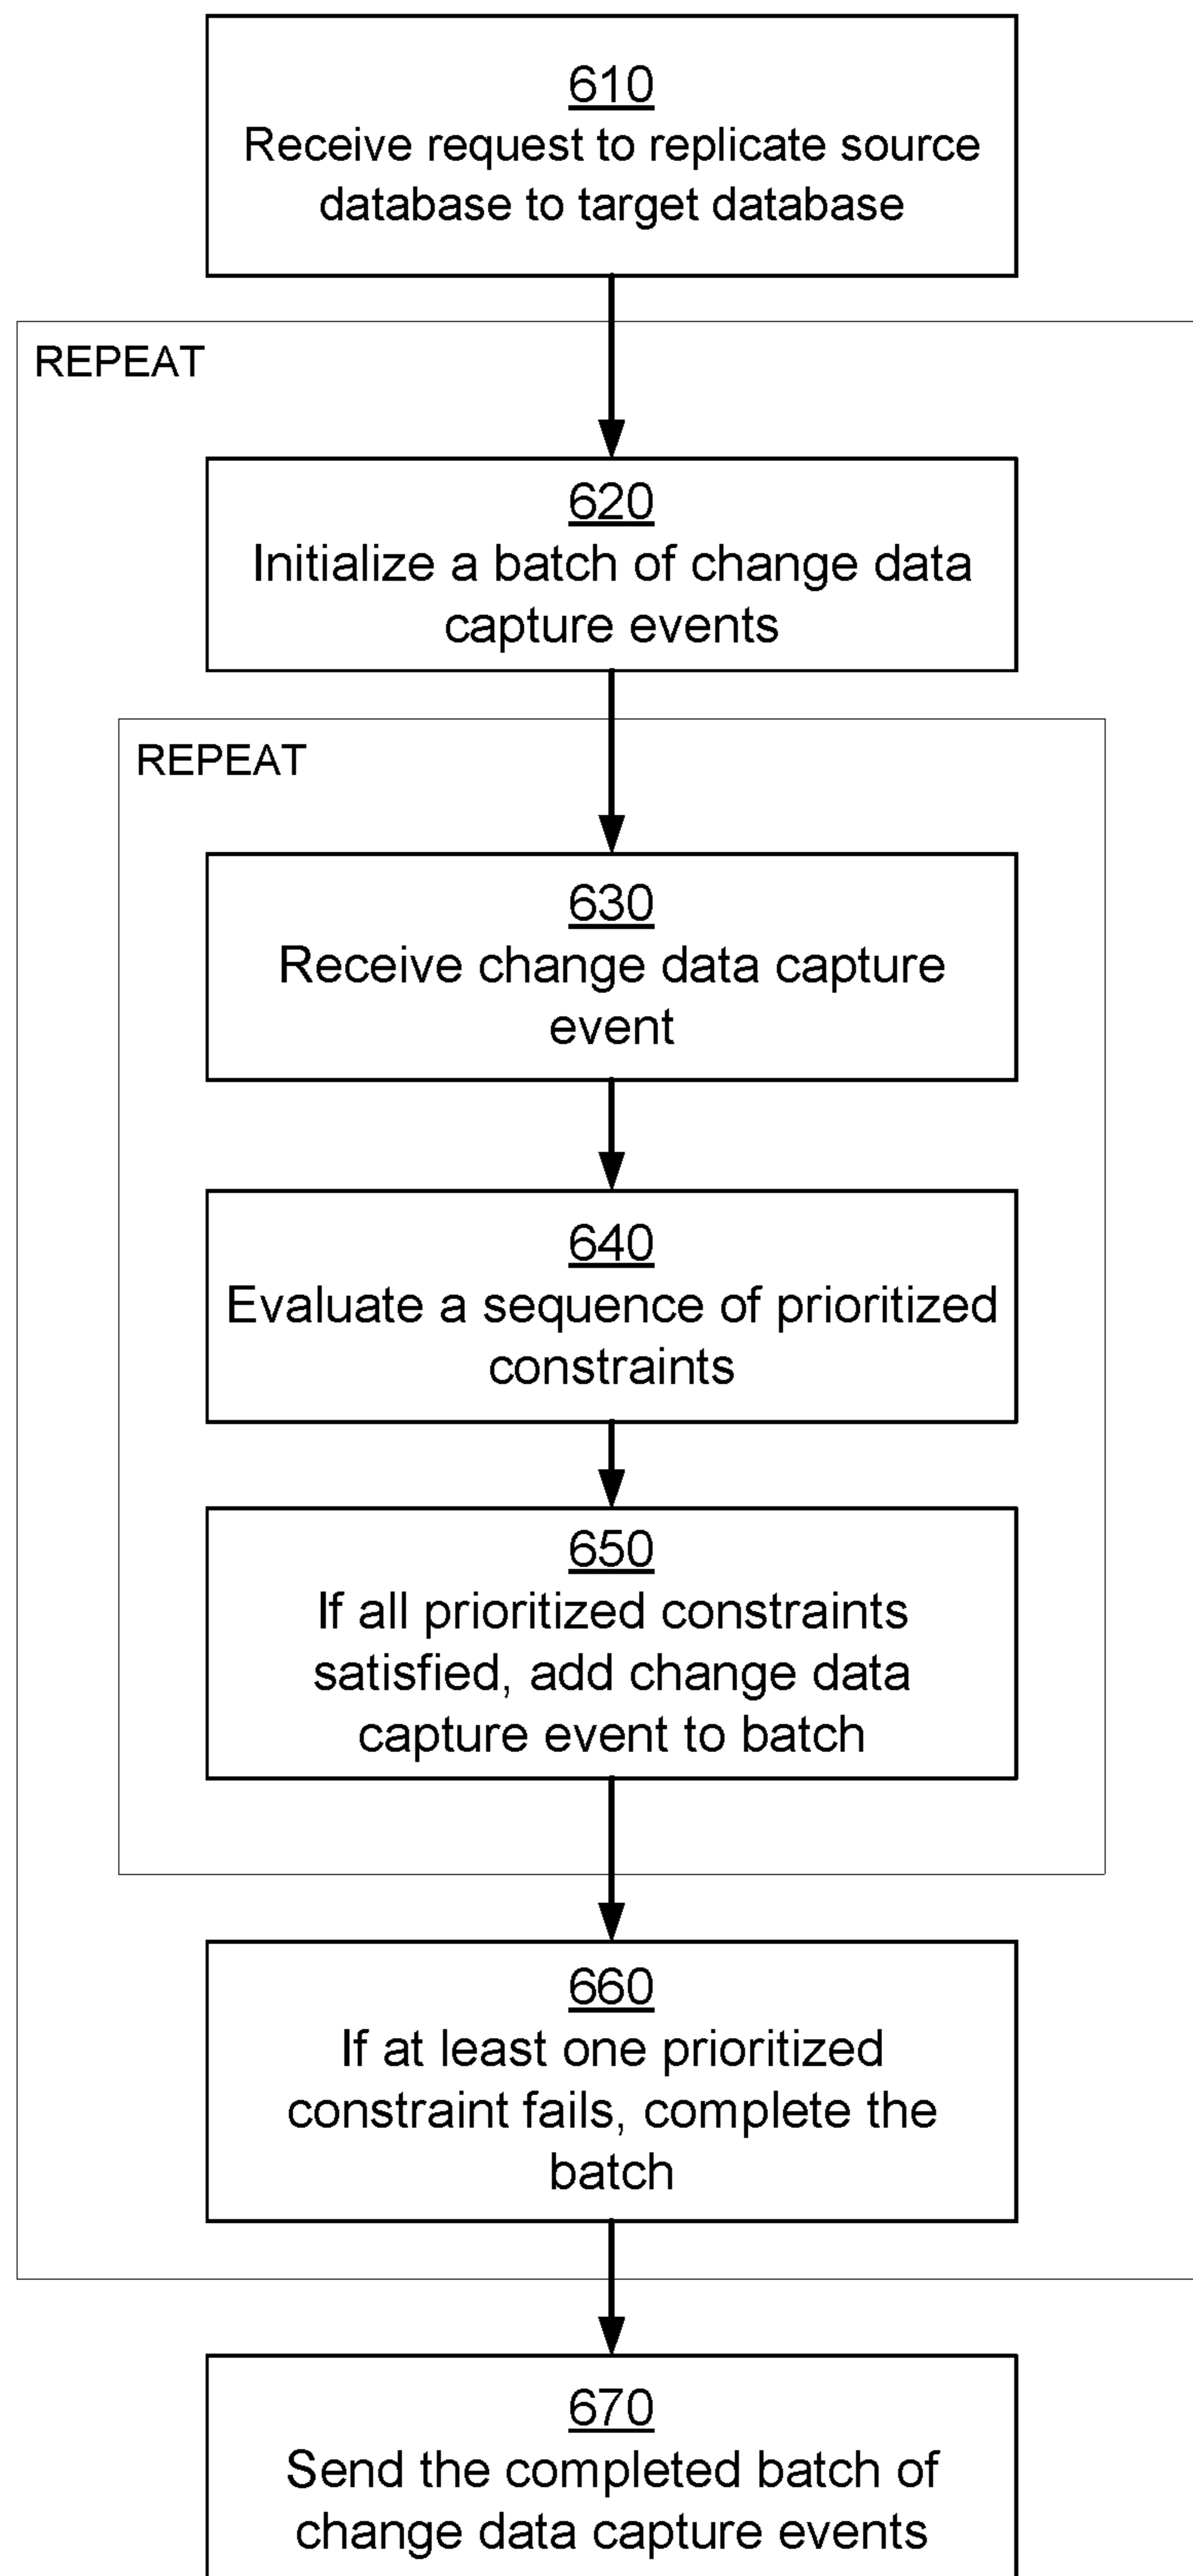 610
Receive request to replicate source
database to target database
REPEAT
620
Initialize a batch of change data
capture events
REPEAT
630
Receive change data capture
event
640
Evaluate a sequence of prioritized
constraints
650
If all prioritized constraints
satisfied, add change data
capture event to batch
660
If at least one prioritized
constraint fails, complete the
batch
670
Send the completed batch of
change data capture events